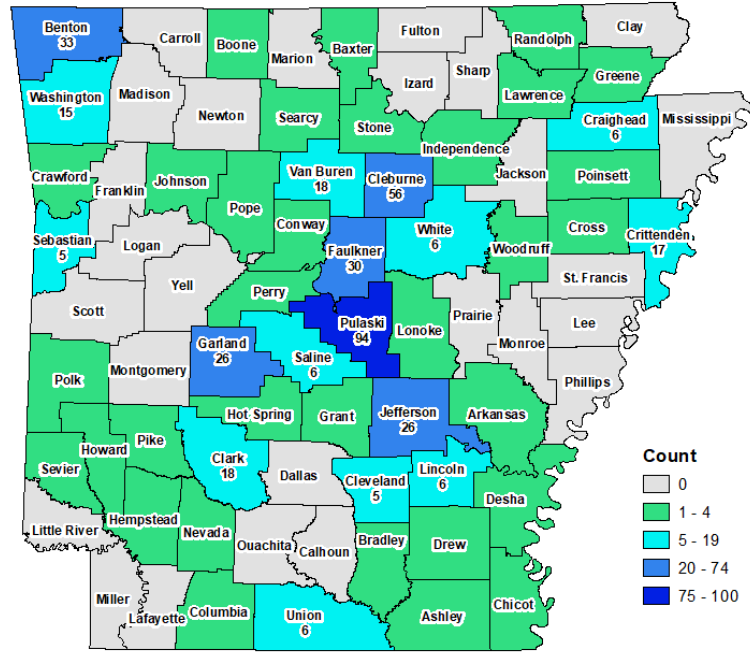 Benton
33
Carroll
Boone
Marion
Baxter
Fulton
Randolph
Clay
Washington
15
Madison
Newton
Searcy
Stone
Izard
Sharp
Lawrence
Greene
Craighead
6
Mississippi
Crawford
Franklin
Johnson
Pope
Van Buren
18
Cleburne
56
Independence
Jackson
Poinsett
Sebastian
5
Logan
Conway
Faulkner
30
White
6
Woodruff
Cross
Crittenden
17
Scott
Yell
Perry
Pulaski
94
Lonoke
Prairie
St. Francis
Lee
Monroe
Phillips
Polk
Montgomery
Garland
26
Saline
6
Hot Spring
Grant
Jefferson
26
Arkansas
Sevier
Howard
Pike
Clark
18
Dallas
Cleveland
5
Lincoln
6
Desha
Little River
Hempstead
Nevada
Ouachita
Calhoun
Bradley
Drew
Miller
Lafayette
Columbia
Union
6
Ashley
Chicot
Count
0
1 - 4
5 - 19
20 - 74
75 - 100